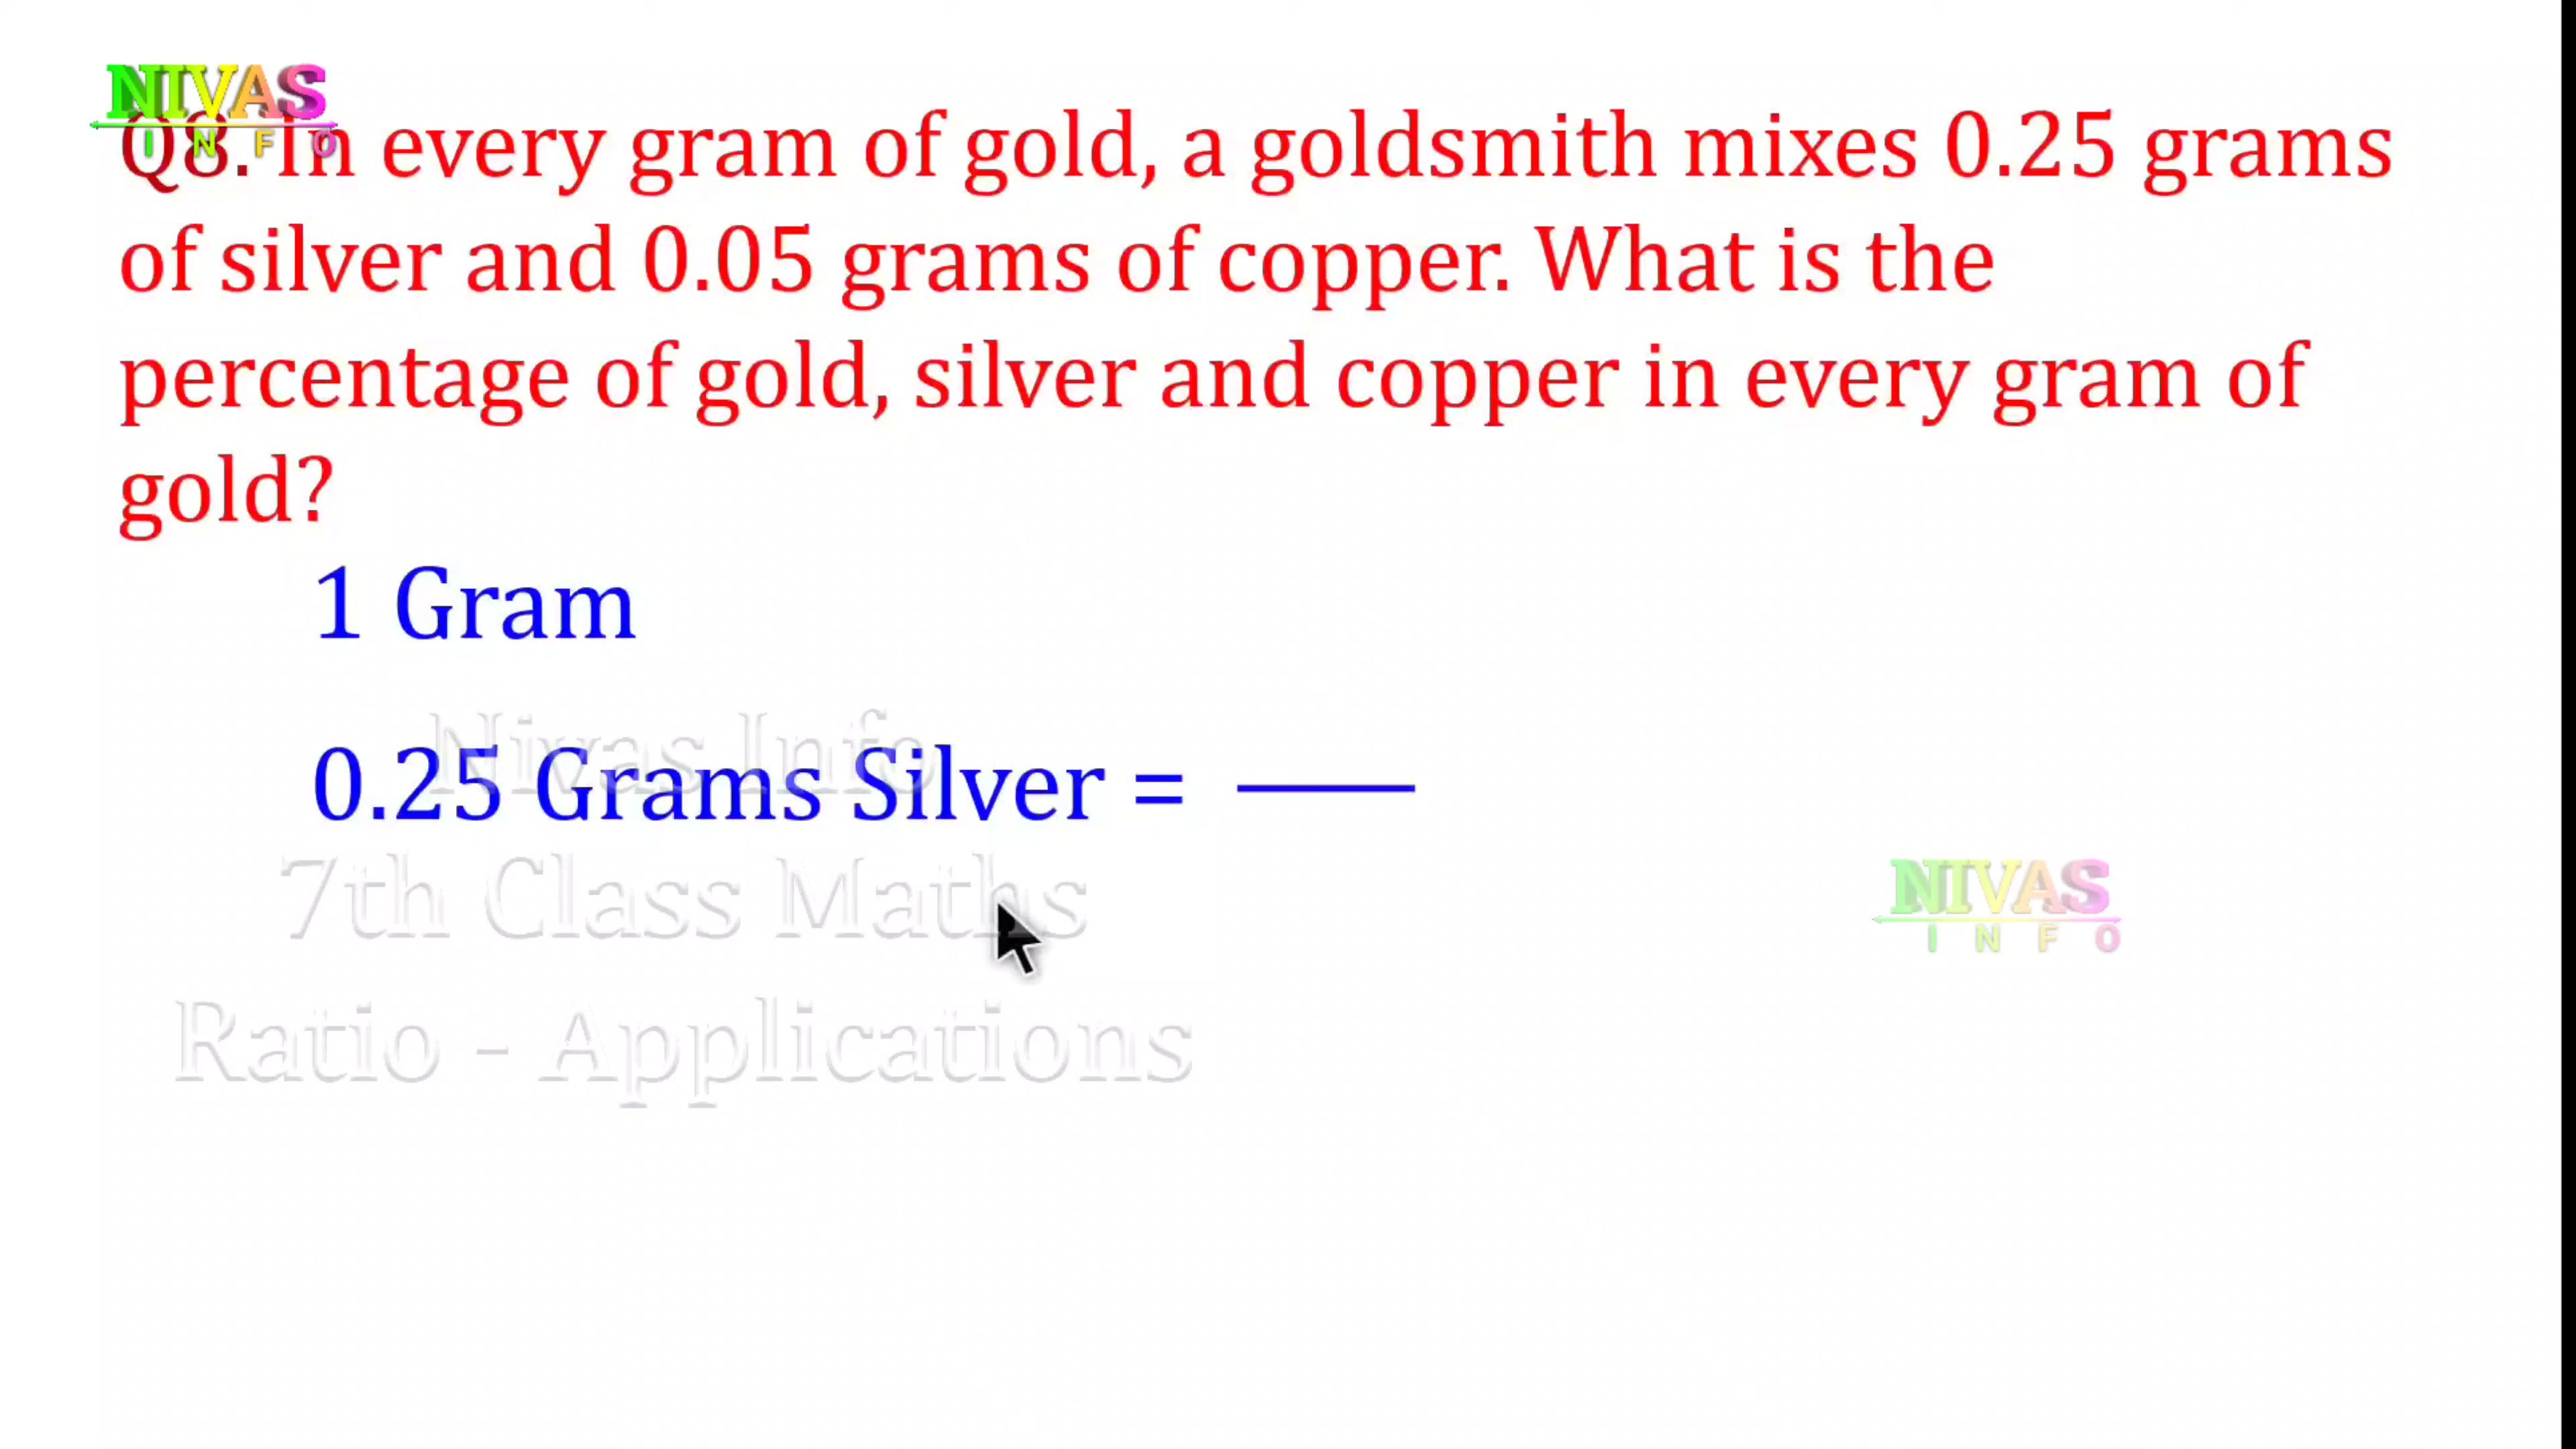 NIVAS
INFO
Q8. In every gram of gold, a goldsmith mixes 0.25 grams
of silver and 0.05 grams of copper. What is the
percentage of gold, silver and copper in every gram of
gold?
1 Gram
Nivas Info
0.25 Grams Silver =
7th Class Maths
NIVAS
INFO
Ratio - Applications